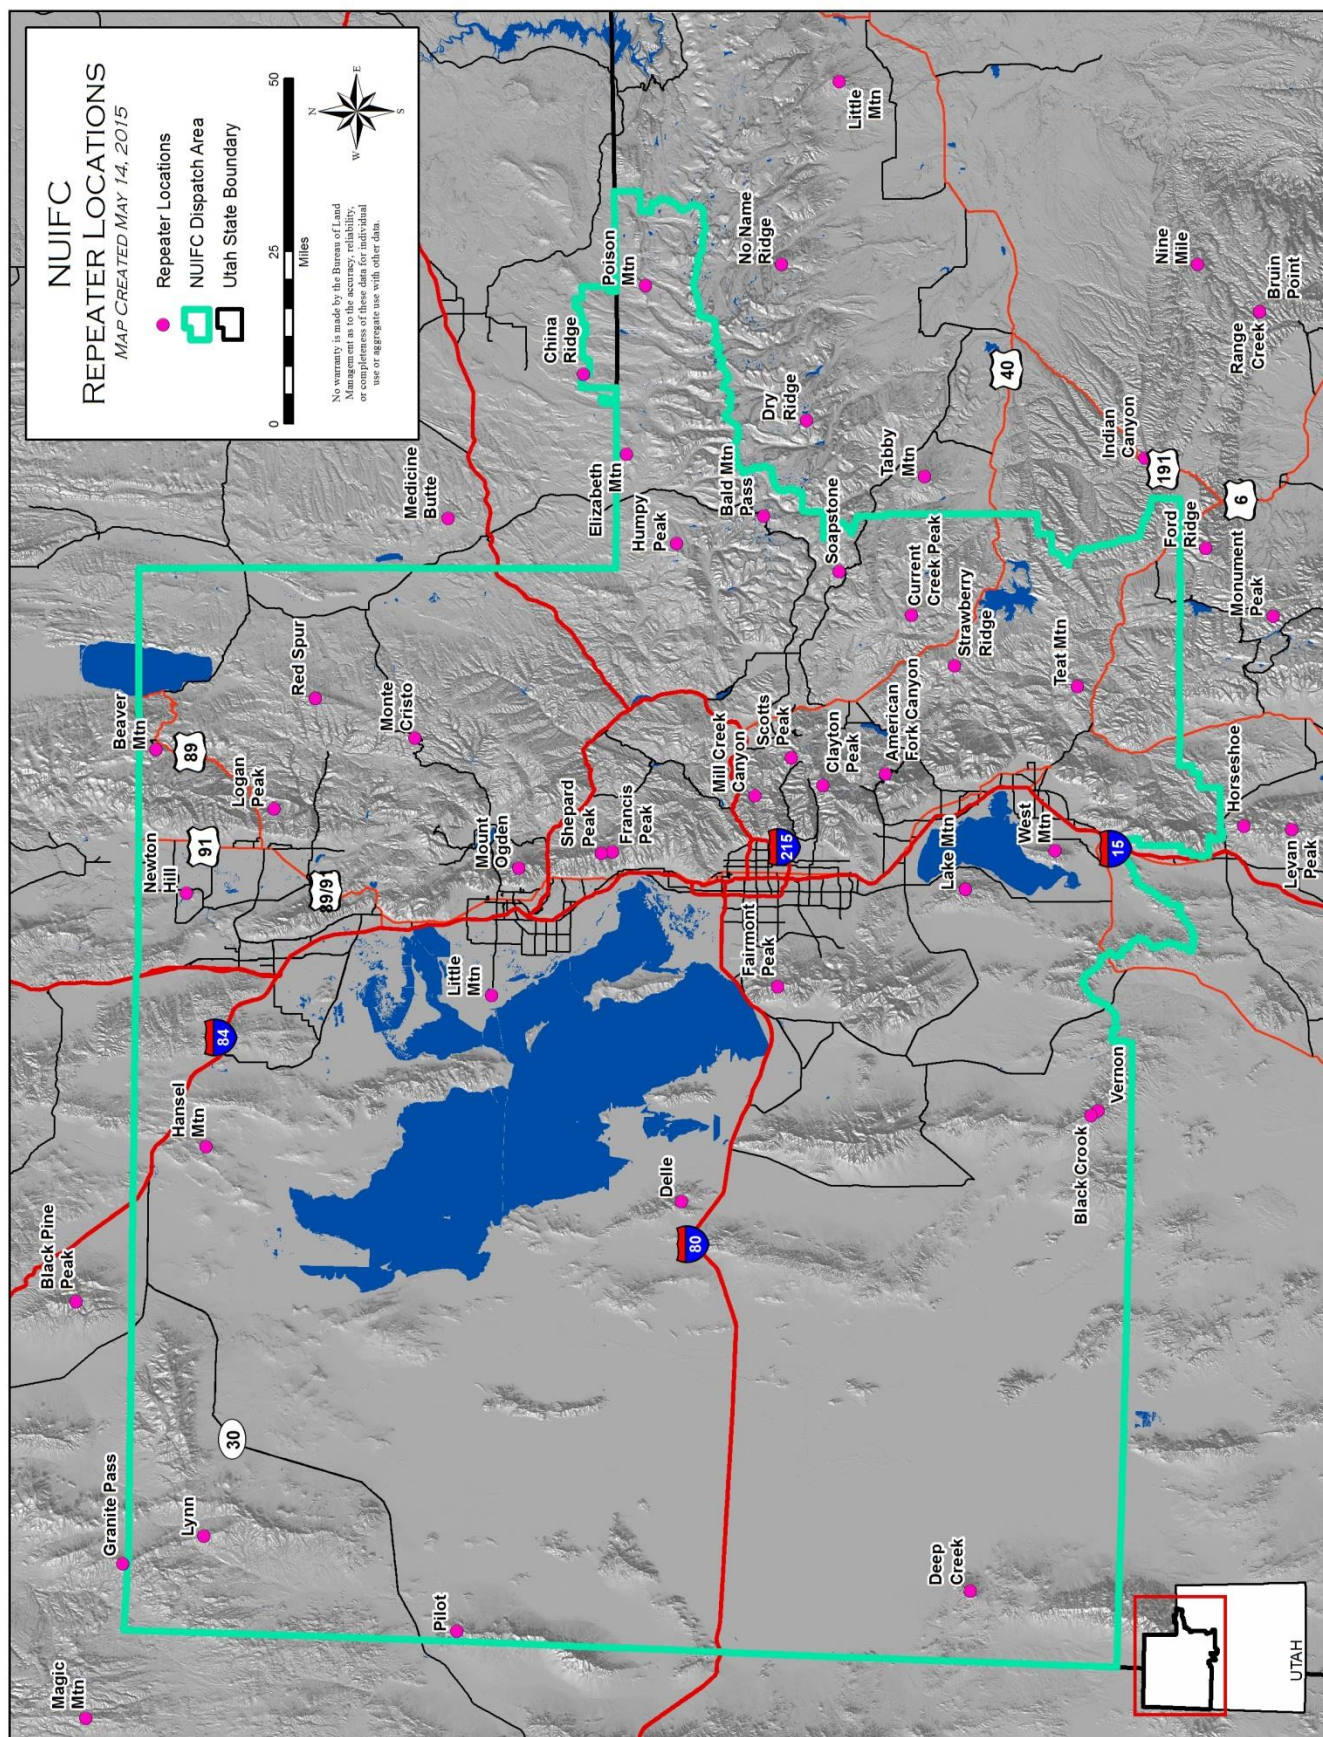 NUIFC
REPEATER LOCATIONS
MAP CREATED MAY 14, 2015
Repeater Locations
NUIFC Dispatch Area
Utah State Boundary
0
25
50
Miles
N
E
S
W
No warranty is made by the Bureau of Land
Management as to the accuracy, reliability,
or completeness of these data for individual
use or aggregate use with other data.
Magic
Mtn
Granite Pass
Lynn
Black Pine
Peak
30
Pilot
Hansel
Mtn
84
Newton
Hill
91
89/91
Beaver
Mtn
89
Logan
Peak
Red Spur
Monte
Cristo
Medicine
Butte
Little
Mtn
Mount
Ogden
Shepard
Peak
Francis
Peak
China
Ridge
Elizabeth
Mtn
Poison
Mtn
Humpy
Peak
Bald Mtn
Pass
No Name
Ridge
Dry
Ridge
Little
Mtn
Delle
80
Fairmont
Peak
215
Mill Creek
Canyon
Scotts
Peak
Clayton
Peak
American
Fork Canyon
Soapstone
Tabby
Mtn
Current
Creek Peak
Strawberry
Ridge
40
Deep
Creek
Lake Mtn
West
Mtn
Teat Mtn
Black Crook
Vernon
15
Indian
Canyon
191
Ford
Ridge
6
Nine
Mile
Range
Creek
Bruin
Point
Monument
Peak
Horseshoe
Levan
Peak
UTAH